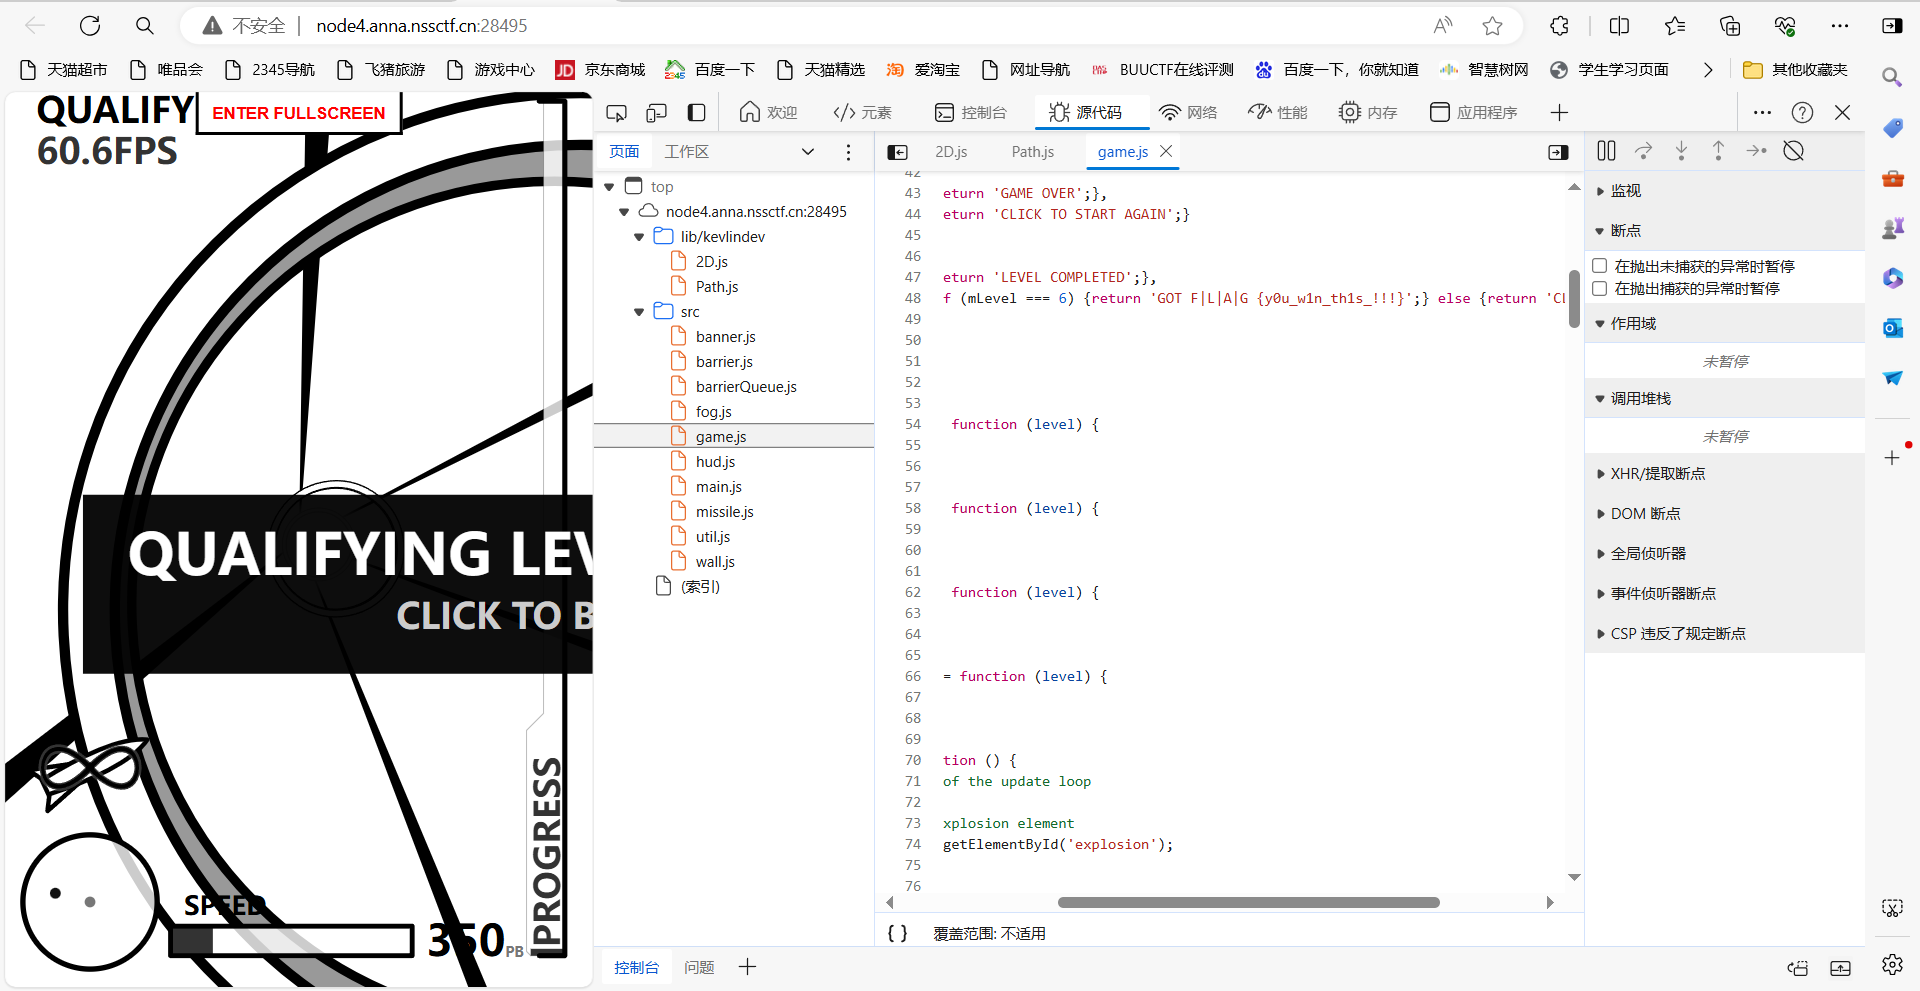 不安全 node4.anna.nssctf.cn:28495
天猫超市 唯品会 2345导航 飞猪旅游 游戏中心 JD 京东商城 2345 百度一下 天猫精选 淘 爱淘宝 网址导航 BUUCTF在线评测 百度一下，你就知道 智慧树网 学生学习页面 其他收藏夹
QUALIFY
ENTER FULLSCREEN
60.6FPS
QUALIFYING LEV
CLICK TO B
PROGRESS
SPEED
350 PB
欢迎 元素 控制台 源代码 网络 性能 内存 应用程序
页面 工作区
top
node4.anna.nssctf.cn:28495
lib/kevlindev
2D.js
Path.js
src
banner.js
barrier.js
barrierQueue.js
fog.js
game.js
hud.js
main.js
missile.js
util.js
wall.js
(索引)
2D.js Path.js game.js
42
43 eturn 'GAME OVER';},
44 eturn 'CLICK TO START AGAIN';}
45
46
47 eturn 'LEVEL COMPLETED';},
48 f (mLevel === 6) {return 'GOT F|L|A|G {y0u_w1n_th1s_!!!}';} else {return 'CL
49
50
51
52
53
54 function (level) {
55
56
57
58 function (level) {
59
60
61
62 function (level) {
63
64
65
66 = function (level) {
67
68
69
70 tion () {
71 of the update loop
72
73 xplosion element
74 getElementById('explosion');
75
76
{ } 覆盖范围: 不适用
控制台 问题
监视
断点
在抛出未捕获的异常时暂停
在抛出捕获的异常时暂停
作用域
未暂停
调用堆栈
未暂停
XHR/提取断点
DOM 断点
全局侦听器
事件侦听器断点
CSP 违反了规定断点